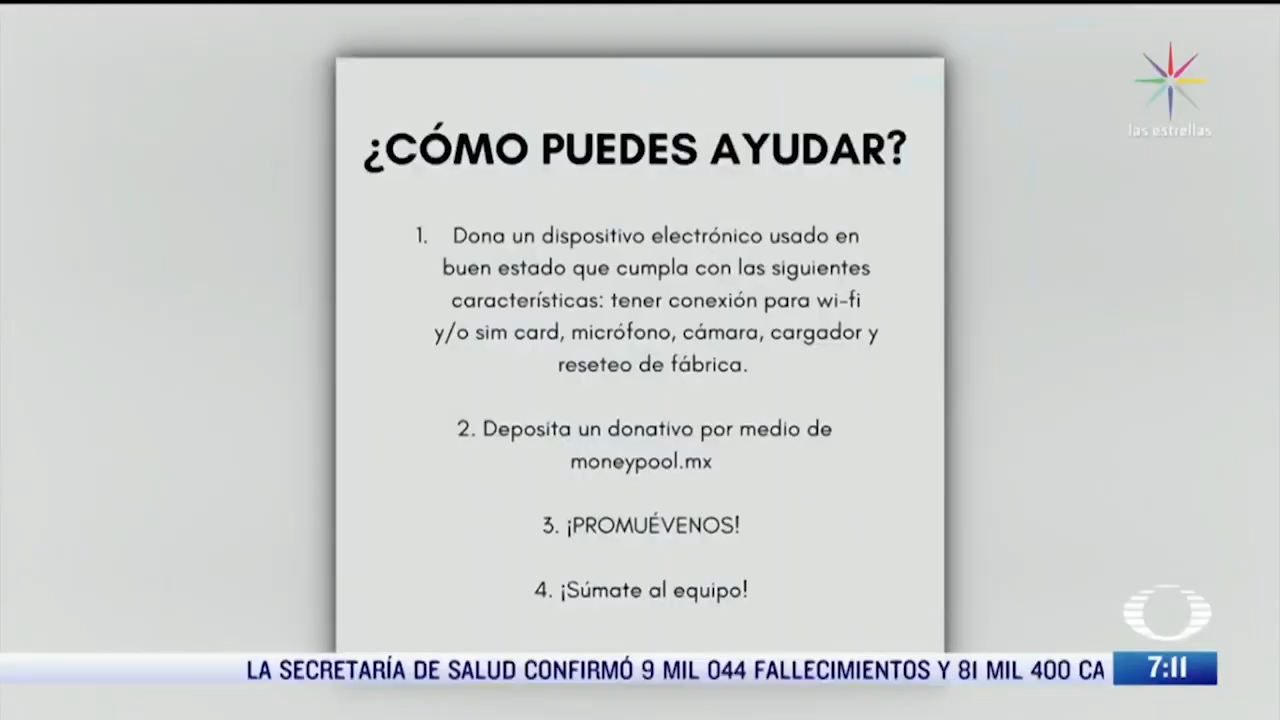 las estrellas
¿CÓMO PUEDES AYUDAR?
1. Dona un dispositivo electrónico usado en
buen estado que cumpla con las siguientes
características: tener conexión para wi-fi
y/o sim card, micrófono, cámara, cargador y
reseteo de fábrica.
2. Deposita un donativo por medio de
moneypool.mx
3. ¡PROMUÉVENOS!
4. ¡Súmate al equipo!
LA SECRETARÍA DE SALUD CONFIRMÓ 9 MIL 044 FALLECIMIENTOS Y 81 MIL 400 CA
7:11